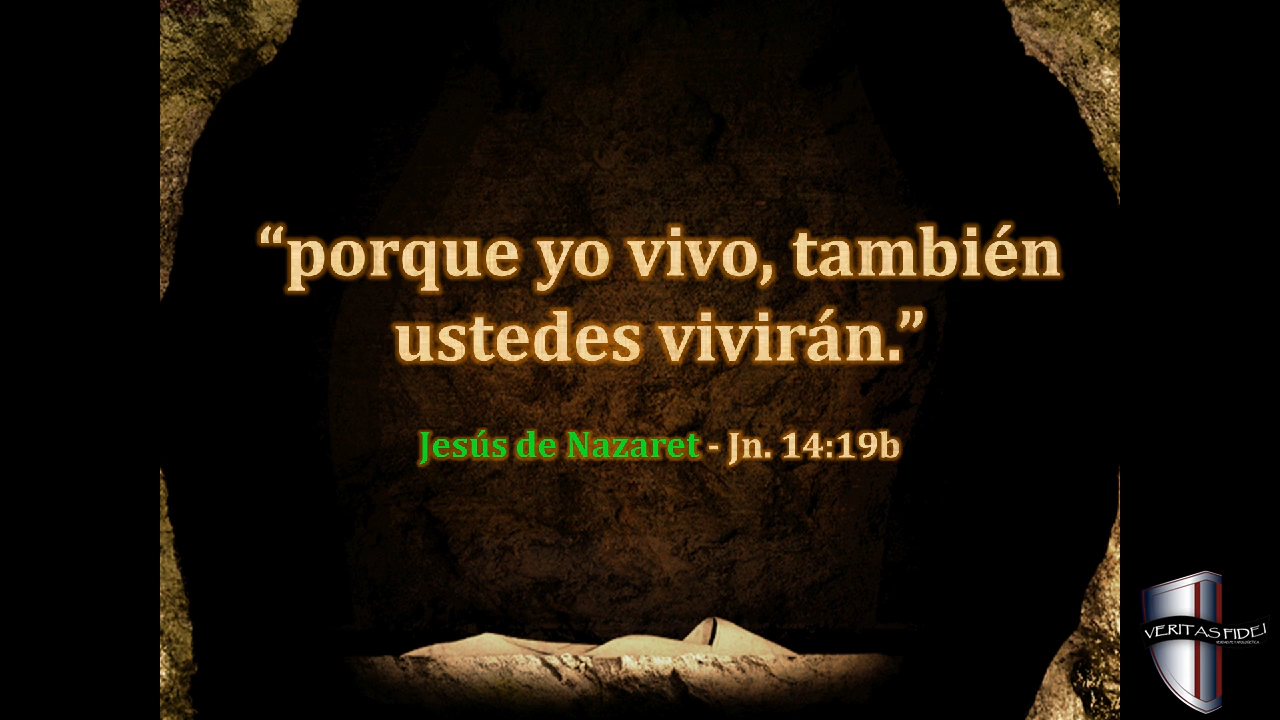 “porque yo vivo, también
ustedes vivirán.”
Jesús de Nazaret - Jn. 14:19b
VERITAS FIDEI